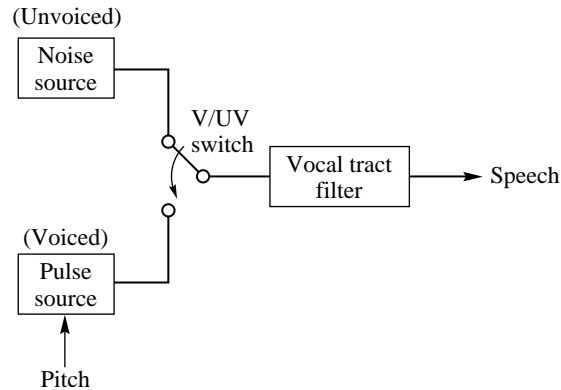 (Unvoiced)
Noise
source
V/UV
switch
Vocal tract
filter
Speech
(Voiced)
Pulse
source
Pitch